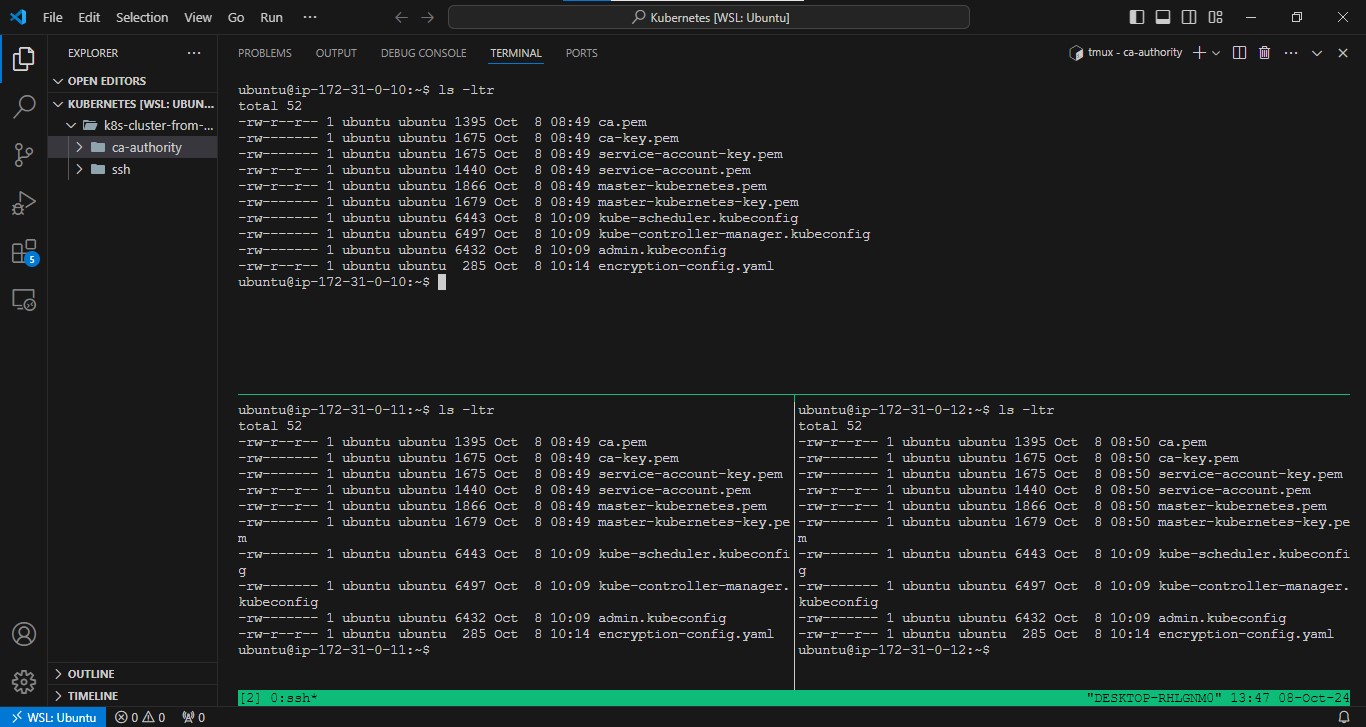 File Edit Selection View Go Run ··· ← → Kubernetes [WSL: Ubuntu]
EXPLORER ···
OPEN EDITORS
KUBERNETES [WSL: UBUN...
k8s-cluster-from-...
ca-authority
ssh
5
OUTLINE
TIMELINE
PROBLEMS OUTPUT DEBUG CONSOLE TERMINAL PORTS tmux - ca-authority
ubuntu@ip-172-31-0-10:~$ ls -ltr
total 52
-rw-r--r-- 1 ubuntu ubuntu 1395 Oct  8 08:49 ca.pem
-rw------- 1 ubuntu ubuntu 1675 Oct  8 08:49 ca-key.pem
-rw------- 1 ubuntu ubuntu 1675 Oct  8 08:49 service-account-key.pem
-rw-r--r-- 1 ubuntu ubuntu 1440 Oct  8 08:49 service-account.pem
-rw-r--r-- 1 ubuntu ubuntu 1866 Oct  8 08:49 master-kubernetes.pem
-rw------- 1 ubuntu ubuntu 1679 Oct  8 08:49 master-kubernetes-key.pem
-rw------- 1 ubuntu ubuntu 6443 Oct  8 10:09 kube-scheduler.kubeconfig
-rw------- 1 ubuntu ubuntu 6497 Oct  8 10:09 kube-controller-manager.kubeconfig
-rw------- 1 ubuntu ubuntu 6432 Oct  8 10:09 admin.kubeconfig
-rw-r--r-- 1 ubuntu ubuntu  285 Oct  8 10:14 encryption-config.yaml
ubuntu@ip-172-31-0-10:~$
ubuntu@ip-172-31-0-11:~$ ls -ltr
total 52
-rw-r--r-- 1 ubuntu ubuntu 1395 Oct  8 08:49 ca.pem
-rw------- 1 ubuntu ubuntu 1675 Oct  8 08:49 ca-key.pem
-rw------- 1 ubuntu ubuntu 1675 Oct  8 08:49 service-account-key.pem
-rw-r--r-- 1 ubuntu ubuntu 1440 Oct  8 08:49 service-account.pem
-rw-r--r-- 1 ubuntu ubuntu 1866 Oct  8 08:49 master-kubernetes.pem
-rw------- 1 ubuntu ubuntu 1679 Oct  8 08:49 master-kubernetes-key.pe
m
-rw------- 1 ubuntu ubuntu 6443 Oct  8 10:09 kube-scheduler.kubeconfi
g
-rw------- 1 ubuntu ubuntu 6497 Oct  8 10:09 kube-controller-manager.
kubeconfig
-rw------- 1 ubuntu ubuntu 6432 Oct  8 10:09 admin.kubeconfig
-rw-r--r-- 1 ubuntu ubuntu  285 Oct  8 10:14 encryption-config.yaml
ubuntu@ip-172-31-0-11:~$
ubuntu@ip-172-31-0-12:~$ ls -ltr
total 52
-rw-r--r-- 1 ubuntu ubuntu 1395 Oct  8 08:50 ca.pem
-rw------- 1 ubuntu ubuntu 1675 Oct  8 08:50 ca-key.pem
-rw------- 1 ubuntu ubuntu 1675 Oct  8 08:50 service-account-key.pem
-rw-r--r-- 1 ubuntu ubuntu 1440 Oct  8 08:50 service-account.pem
-rw-r--r-- 1 ubuntu ubuntu 1866 Oct  8 08:50 master-kubernetes.pem
-rw------- 1 ubuntu ubuntu 1679 Oct  8 08:50 master-kubernetes-key.pe
m
-rw------- 1 ubuntu ubuntu 6443 Oct  8 10:09 kube-scheduler.kubeconfi
g
-rw------- 1 ubuntu ubuntu 6497 Oct  8 10:09 kube-controller-manager.
kubeconfig
-rw------- 1 ubuntu ubuntu 6432 Oct  8 10:09 admin.kubeconfig
-rw-r--r-- 1 ubuntu ubuntu  285 Oct  8 10:14 encryption-config.yaml
ubuntu@ip-172-31-0-12:~$
[2] 0:ssh* "DESKTOP-RHLGNM0" 13:47 08-Oct-24
WSL: Ubuntu 0 0 0